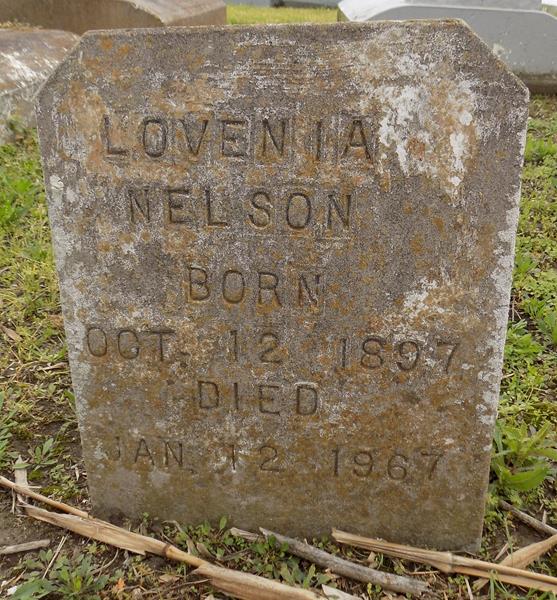 LOVENIA
NELSON
BORN
OCT. 12 1897
DIED
JAN. 12 1967